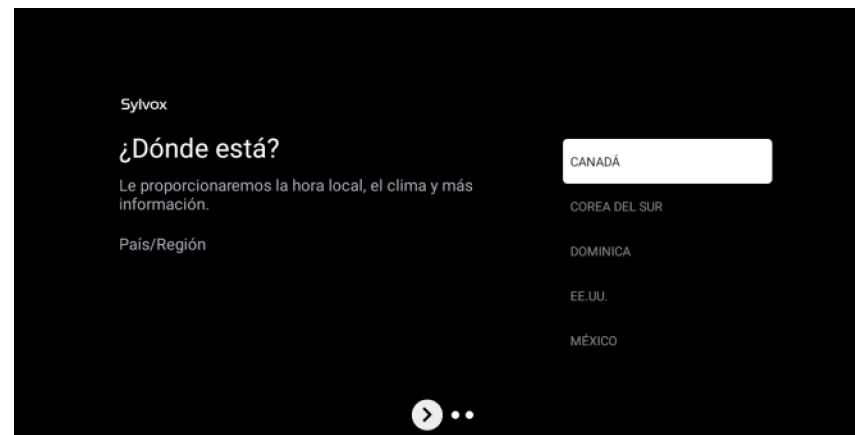 Sylvox
¿Dónde está?
Le proporcionaremos la hora local, el clima y más
información.
País/Región
CANADÁ
COREA DEL SUR
DOMINICA
EE.UU.
MÉXICO